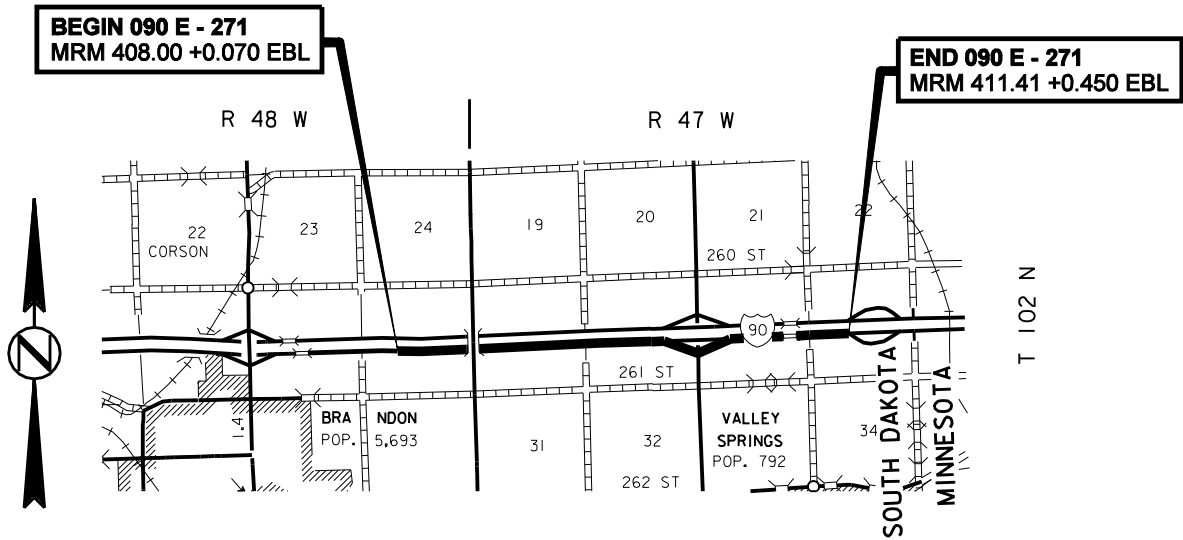 BEGIN 090 E - 271
MRM 408.00 +0.070 EBL
END 090 E - 271
MRM 411.41 +0.450 EBL
R 48 W
R 47 W
22
CORSON
23
24
19
20
21
22
260 ST
N
90
T 102 N
261 ST
1.4
BRA NDON
POP. 5,693
31
32
262 ST
VALLEY
SPRINGS
POP. 792
34
SOUTH DAKOTA
MINNESOTA